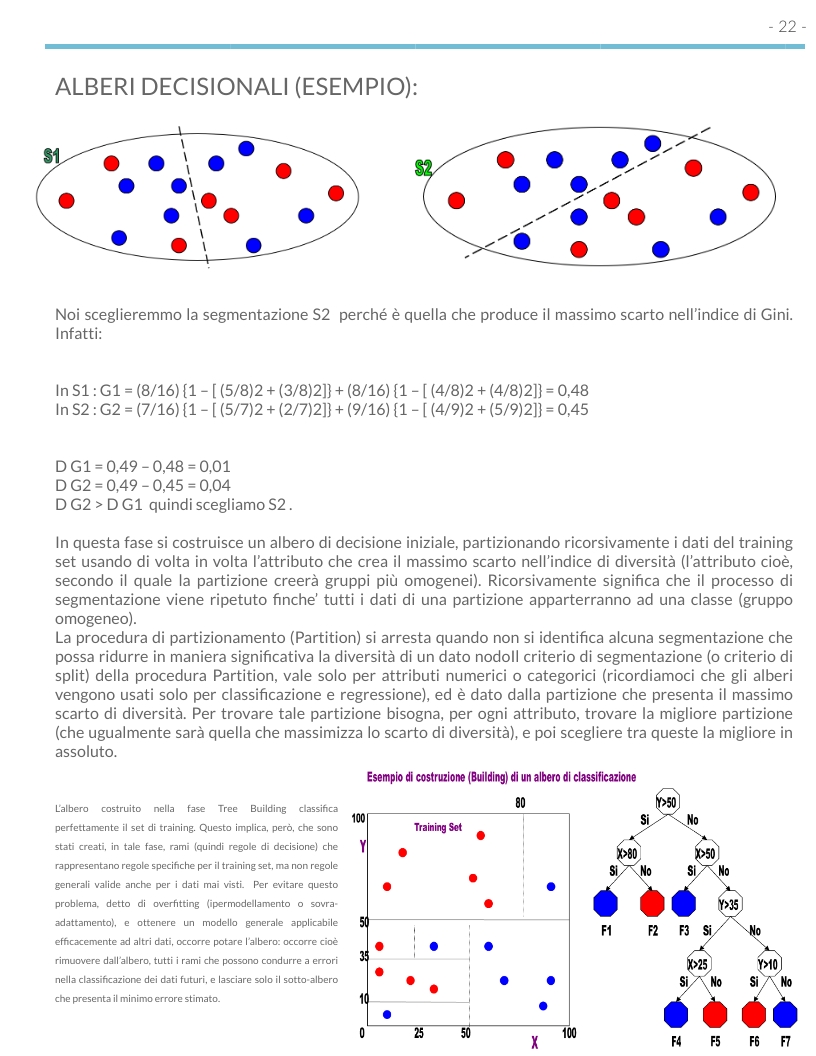 - 22 -
ALBERI DECISIONALI (ESEMPIO):
S1
S2
Noi sceglieremmo la segmentazione S2 perché è quella che produce il massimo scarto nell'indice di Gini.
Infatti:
In S1 : G1 = (8/16) {1 – [ (5/8)2 + (3/8)2]} + (8/16) {1 – [ (4/8)2 + (4/8)2]} = 0,48
In S2 : G2 = (7/16) {1 – [ (5/7)2 + (2/7)2]} + (9/16) {1 – [ (4/9)2 + (5/9)2]} = 0,45
D G1 = 0,49 – 0,48 = 0,01
D G2 = 0,49 – 0,45 = 0,04
D G2 > D G1 quindi scegliamo S2 .
In questa fase si costruisce un albero di decisione iniziale, partizionando ricorsivamente i dati del training
set usando di volta in volta l'attributo che crea il massimo scarto nell'indice di diversità (l'attributo cioè,
secondo il quale la partizione creerà gruppi più omogenei). Ricorsivamente significa che il processo di
segmentazione viene ripetuto finche' tutti i dati di una partizione apparterranno ad una classe (gruppo
omogeneo).
La procedura di partizionamento (Partition) si arresta quando non si identifica alcuna segmentazione che
possa ridurre in maniera significativa la diversità di un dato nodoIl criterio di segmentazione (o criterio di
split) della procedura Partition, vale solo per attributi numerici o categorici (ricordiamoci che gli alberi
vengono usati solo per classificazione e regressione), ed è dato dalla partizione che presenta il massimo
scarto di diversità. Per trovare tale partizione bisogna, per ogni attributo, trovare la migliore partizione
(che ugualmente sarà quella che massimizza lo scarto di diversità), e poi scegliere tra queste la migliore in
assoluto.
L'albero costruito nella fase Tree Building classifica
perfettamente il set di training. Questo implica, però, che sono
stati creati, in tale fase, rami (quindi regole di decisione) che
rappresentano regole specifiche per il training set, ma non regole
generali valide anche per i dati mai visti. Per evitare questo
problema, detto di overfitting (ipermodellamento o sovra-
adattamento), e ottenere un modello generale applicabile
efficacemente ad altri dati, occorre potare l'albero: occorre cioè
rimuovere dall'albero, tutti i rami che possono condurre a errori
nella classificazione dei dati futuri, e lasciare solo il sotto-albero
che presenta il minimo errore stimato.
Esempio di costruzione (Building) di un albero di classificazione
80
100
Training Set
Y
50
35
10
0 25 50 100
X
Y>50
Si No
X>80 X>50
Si No Si No
F1 F2 F3 Y>35
Si No
X>25 Y>10
Si No Si No
F4 F5 F6 F7